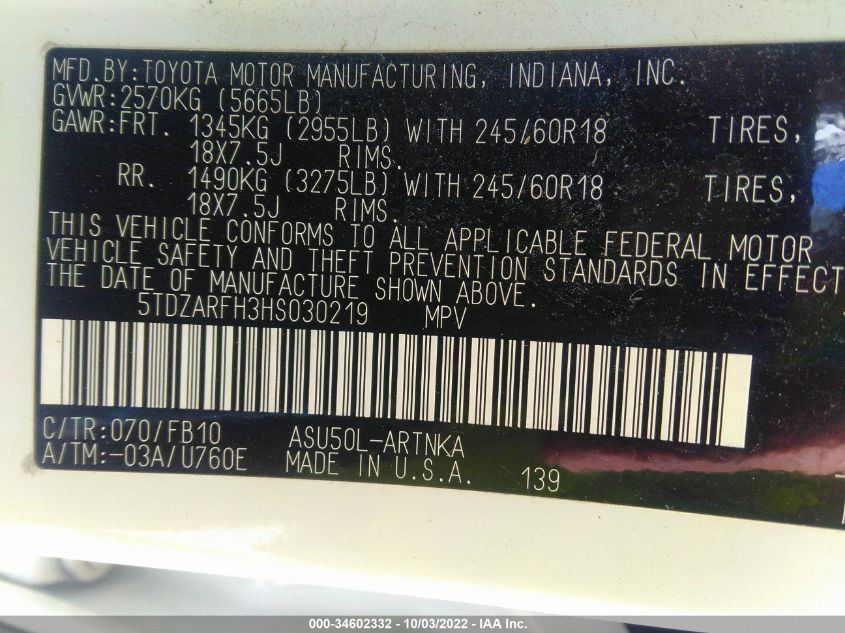 MFD.BY:TOYOTA MOTOR MANUFACTURING, INDIANA, INC.
GVWR:2570KG (5665LB)
GAWR:FRT. 1345KG (2955LB) WITH 245/60R18 TIRES,
18X7.5J RIMS.
RR. 1490KG (3275LB) WITH 245/60R18 TIRES,
18X7.5J RIMS.
THIS VEHICLE CONFORMS TO ALL APPLICABLE FEDERAL MOTOR
VEHICLE SAFETY AND THEFT PREVENTION STANDARDS IN EFFECT
THE DATE OF MANUFACTURE SHOWN ABOVE.
5TDZARFH3HS030219 MPV
C/TR:070/FB10 ASU50L-ARTNKA
A/TM:-03A/U760E MADE IN U.S.A. 139
000-34602332 - 10/03/2022 - IAA Inc.